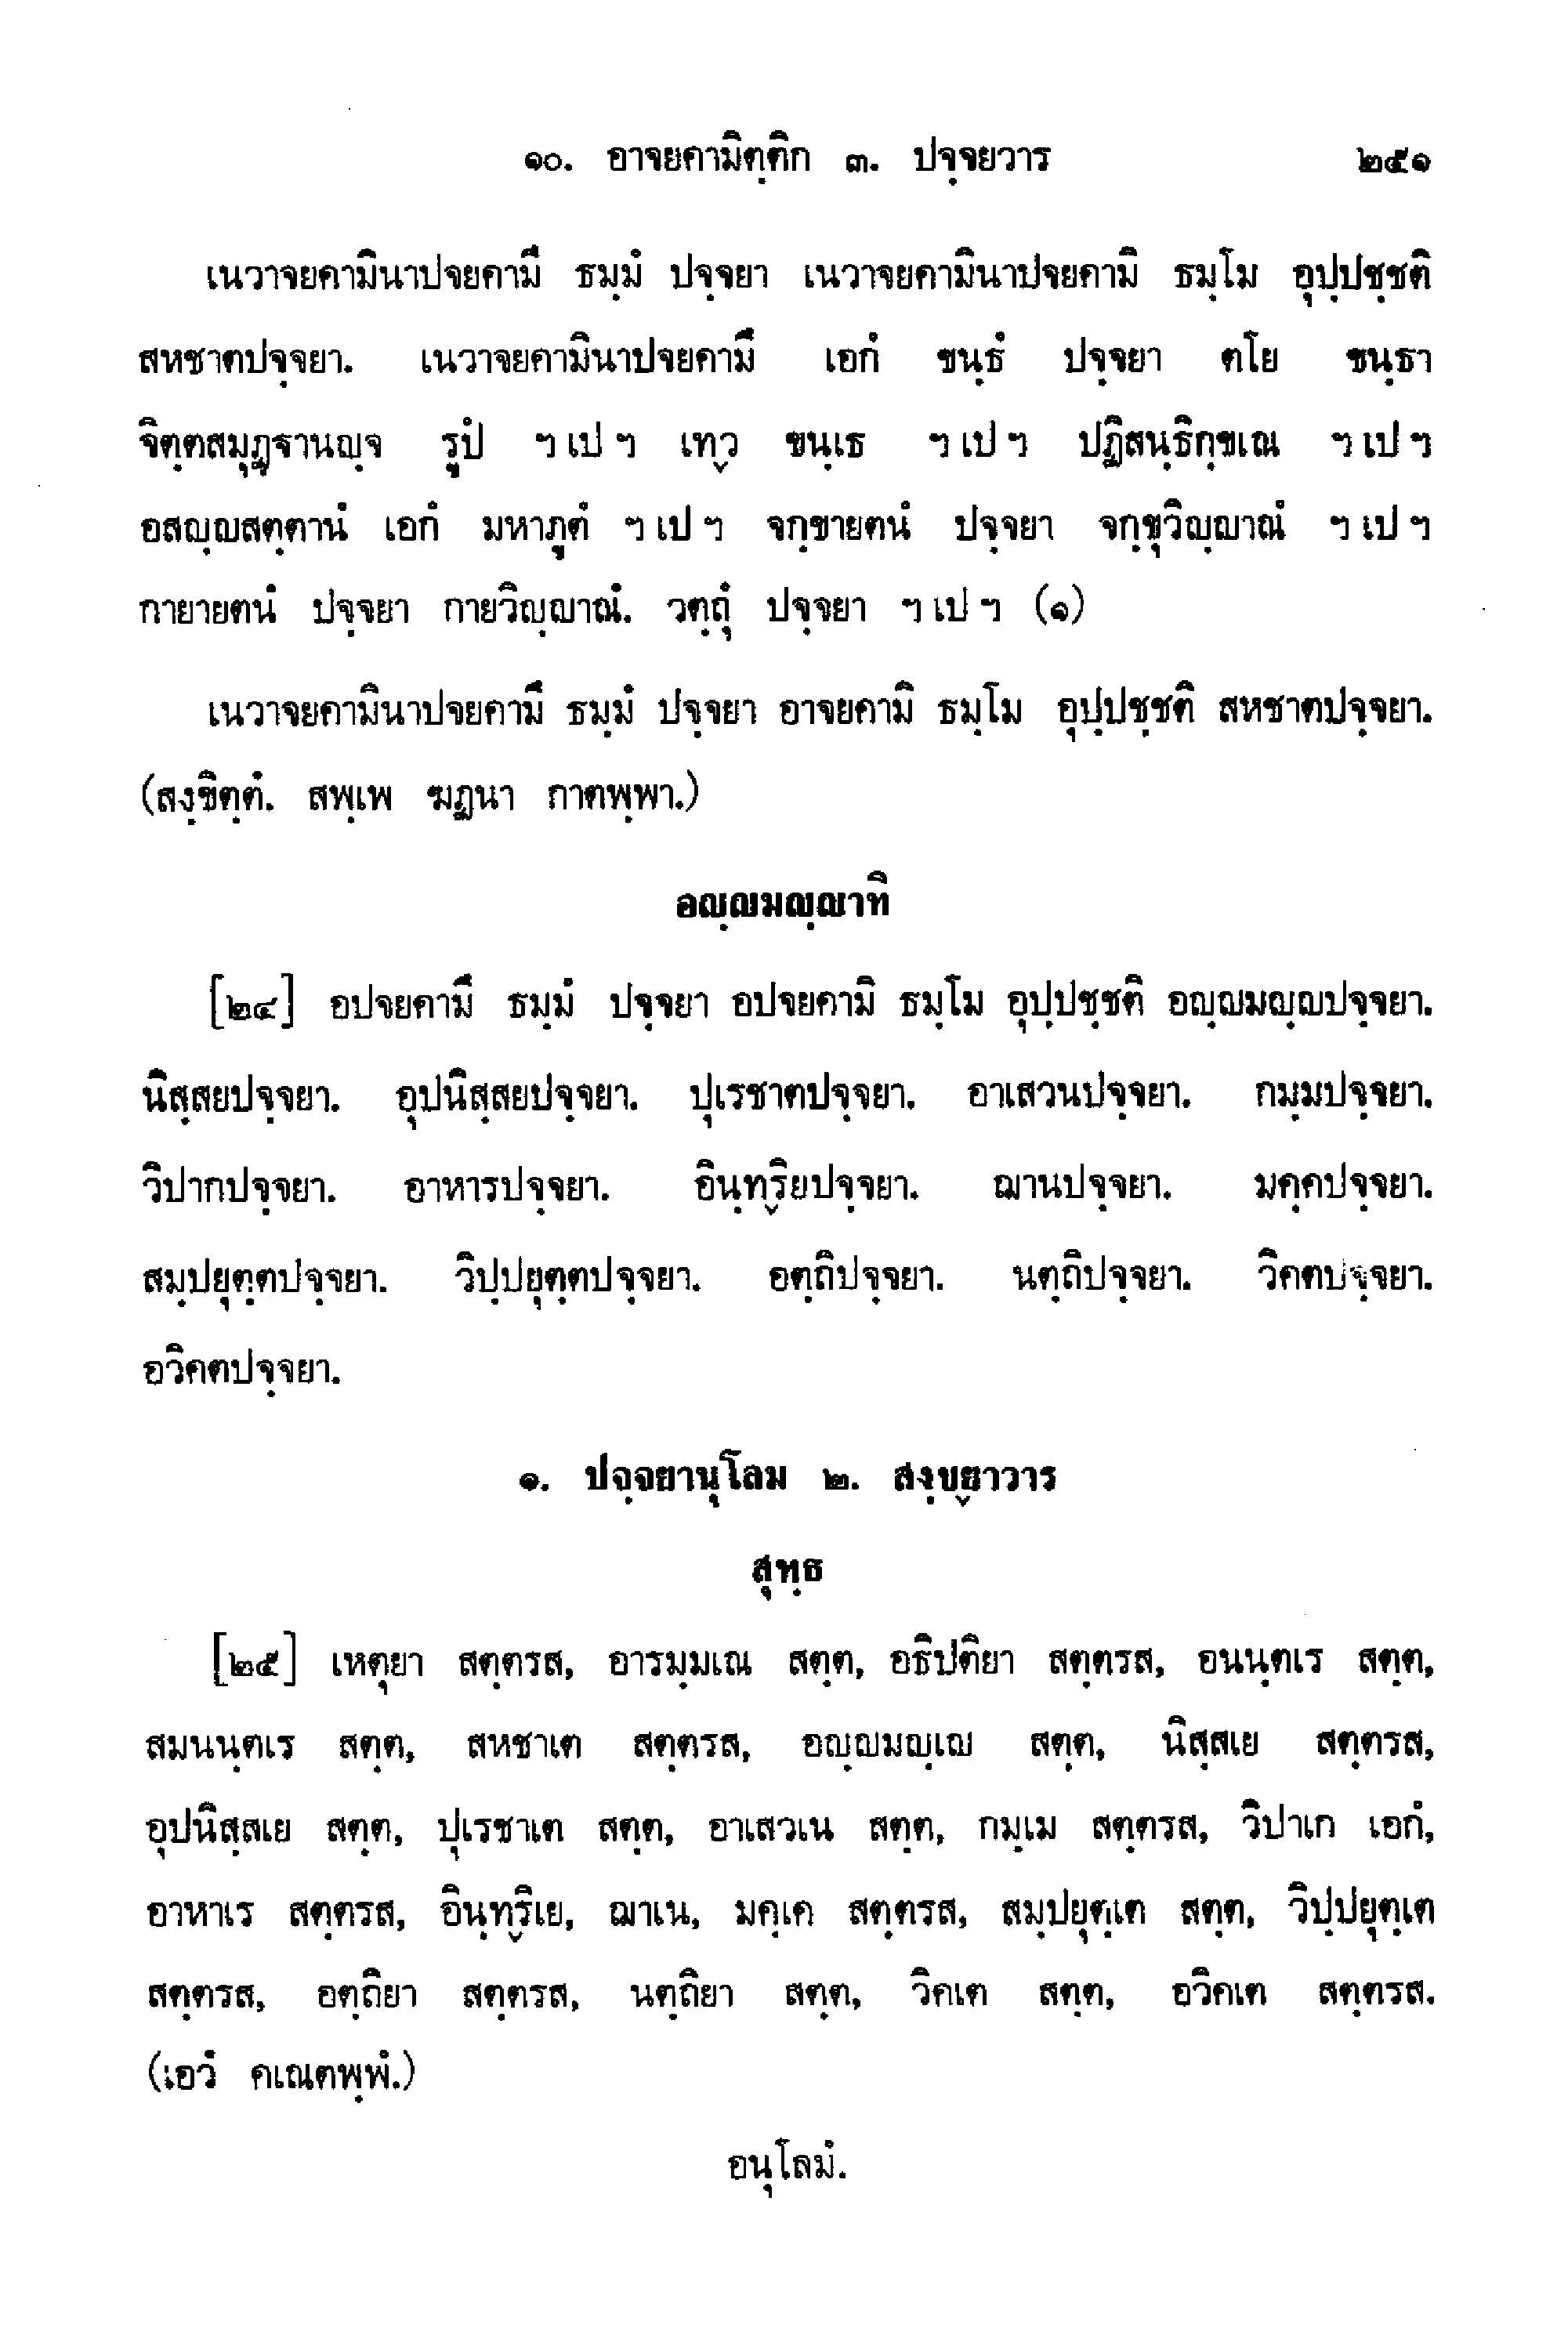 ๑๐. อาจยคามิตฺติก ๓. ปจฺจยวาร ๒๕๑
เนวาจยคามินาปจยคามึ ธมฺมํ ปจฺจยา เนวาจยคามินาปจยคามิ ธมฺโม อุปฺปชฺชติ
สหชาตปจฺจยา. เนวาจยคามินาปจยคามึ เอกํ ขนฺธํ ปจฺจยา ตโย ขนฺธา
จิตฺตสมุฏฺฐานญฺจ รูปํ ฯเปฯ เทฺว ขนฺเธ ฯเปฯ ปฏิสนฺธิกฺขเณ ฯเปฯ
อสญฺญสตฺตานํ เอกํ มหาภูตํ ฯเปฯ จกฺขายตนํ ปจฺจยา จกฺขุวิญฺญาณํ ฯเปฯ
กายายตนํ ปจฺจยา กายวิญฺญาณํ. วตฺถุํ ปจฺจยา ฯเปฯ (๑)
เนวาจยคามินาปจยคามึ ธมฺมํ ปจฺจยา อาจยคามิ ธมฺโม อุปฺปชฺชติ สหชาตปจฺจยา.
(สงฺขิตฺตํ. สพฺเพ ฆฏนา กาตพฺพา.)
อญฺญมญฺญาทิ
[๒๔] อปจยคามึ ธมฺมํ ปจฺจยา อปจยคามิ ธมฺโม อุปฺปชฺชติ อญฺญมญฺญปจฺจยา.
นิสฺสยปจฺจยา. อุปนิสฺสยปจฺจยา. ปุเรชาตปจฺจยา. อาเสวนปจฺจยา. กมฺมปจฺจยา.
วิปากปจฺจยา. อาหารปจฺจยา. อินฺทฺริยปจฺจยา. ฌานปจฺจยา. มคฺคปจฺจยา.
สมฺปยุตฺตปจฺจยา. วิปฺปยุตฺตปจฺจยา. อตฺถิปจฺจยา. นตฺถิปจฺจยา. วิคตปจฺจยา.
อวิคตปจฺจยา.
๑. ปจฺจยานุโลม ๒. สงฺขฺยาวาร
สุทฺธ
[๒๕] เหตุยา สตฺตรส, อารมฺมเณ สตฺต, อธิปติยา สตฺตรส, อนนฺตเร สตฺต,
สมนนฺตเร สตฺต, สหชาเต สตฺตรส, อญฺญมญฺเญ สตฺต, นิสฺสเย สตฺตรส,
อุปนิสฺสเย สตฺต, ปุเรชาเต สตฺต, อาเสวเน สตฺต, กมฺเม สตฺตรส, วิปาเก เอกํ,
อาหาเร สตฺตรส, อินฺทฺริเย, ฌาเน, มคฺเค สตฺตรส, สมฺปยุตฺเต สตฺต, วิปฺปยุตฺเต
สตฺตรส, อตฺถิยา สตฺตรส, นตฺถิยา สตฺต, วิคเต สตฺต, อวิคเต สตฺตรส.
(เอวํ คเณตพฺพํ.)
อนุโลมํ.